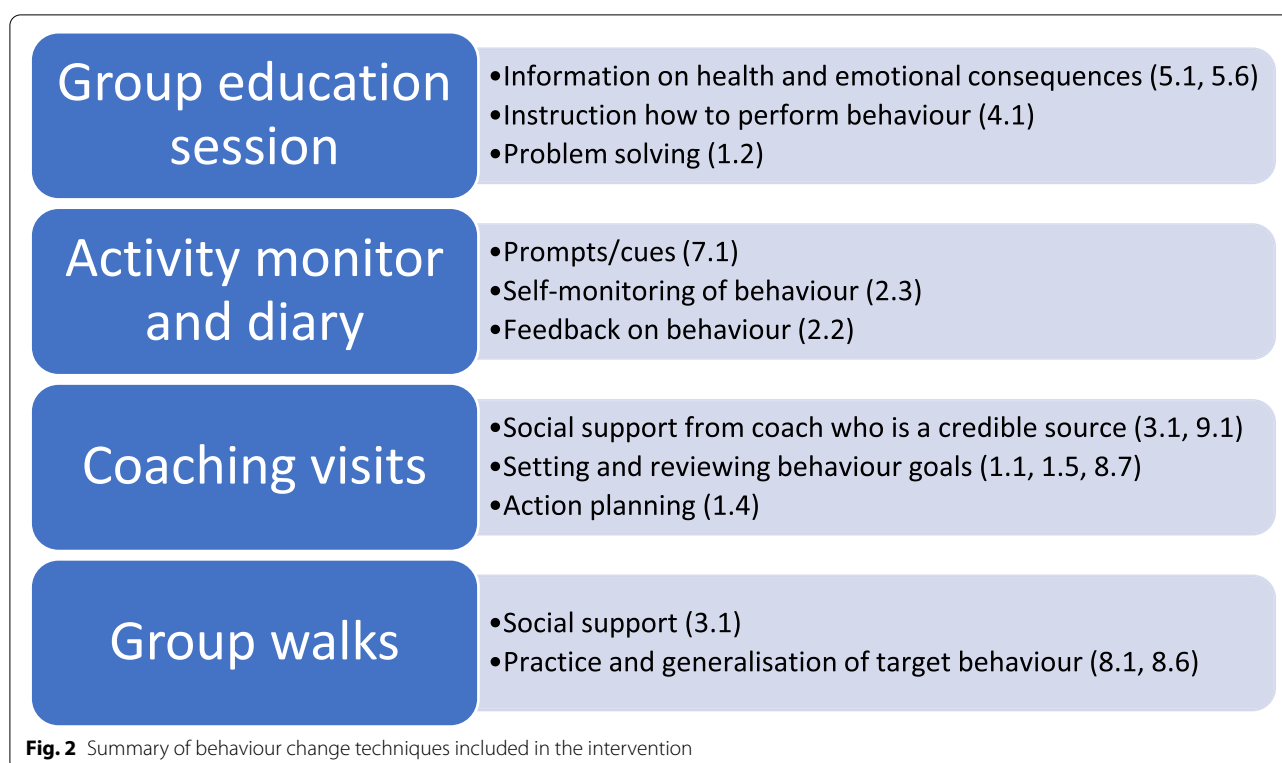 Group education
session
•Information on health and emotional consequences (5.1, 5.6)
•Instruction how to perform behaviour (4.1)
•Problem solving (1.2)
Activity monitor
and diary
•Prompts/cues (7.1)
•Self-monitoring of behaviour (2.3)
•Feedback on behaviour (2.2)
Coaching visits
•Social support from coach who is a credible source (3.1, 9.1)
•Setting and reviewing behaviour goals (1.1, 1.5, 8.7)
•Action planning (1.4)
Group walks
•Social support (3.1)
•Practice and generalisation of target behaviour (8.1, 8.6)
Fig. 2 Summary of behaviour change techniques included in the intervention